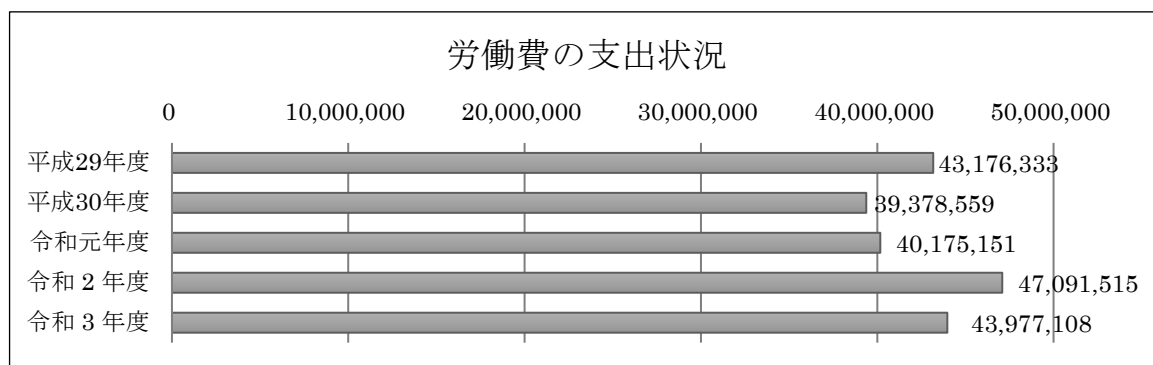 労働費の支出状況
0 10,000,000 20,000,000 30,000,000 40,000,000 50,000,000
平成29年度 43,176,333
平成30年度 39,378,559
令和元年度 40,175,151
令和２年度 47,091,515
令和３年度 43,977,108